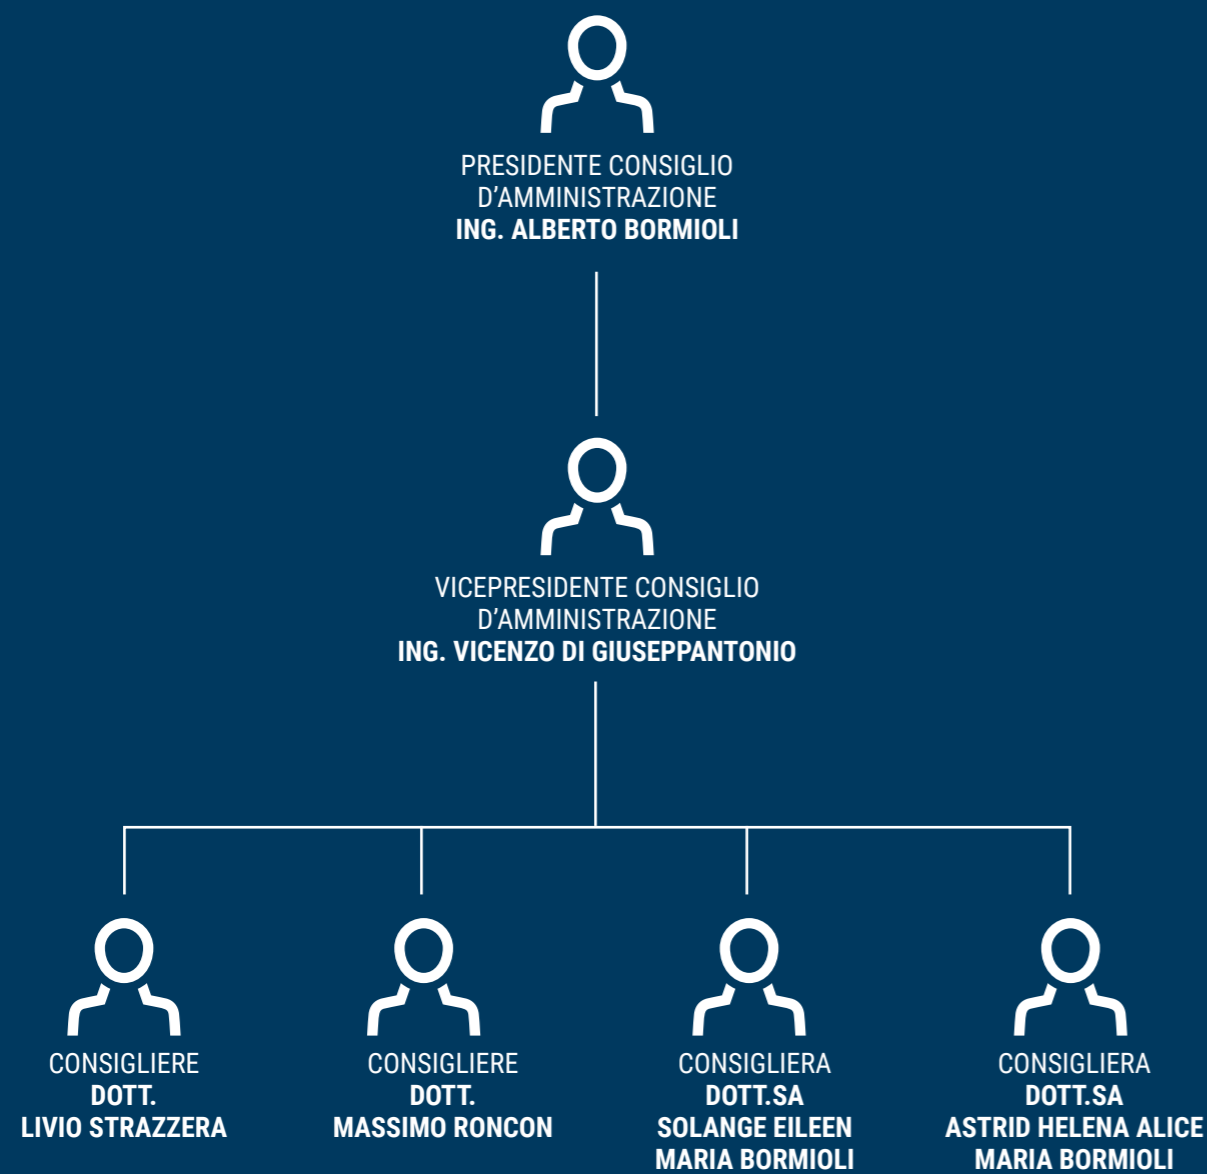 PRESIDENTE CONSIGLIO
D’AMMINISTRAZIONE
ING. ALBERTO BORMIOLI
VICEPRESIDENTE CONSIGLIO
D’AMMINISTRAZIONE
ING. VICENZO DI GIUSEPPANTONIO
CONSIGLIERE
DOTT.
LIVIO STRAZZERA
CONSIGLIERE
DOTT.
MASSIMO RONCON
CONSIGLIERA
DOTT.SA
SOLANGE EILEEN
MARIA BORMIOLI
CONSIGLIERA
DOTT.SA
ASTRID HELENA ALICE
MARIA BORMIOLI